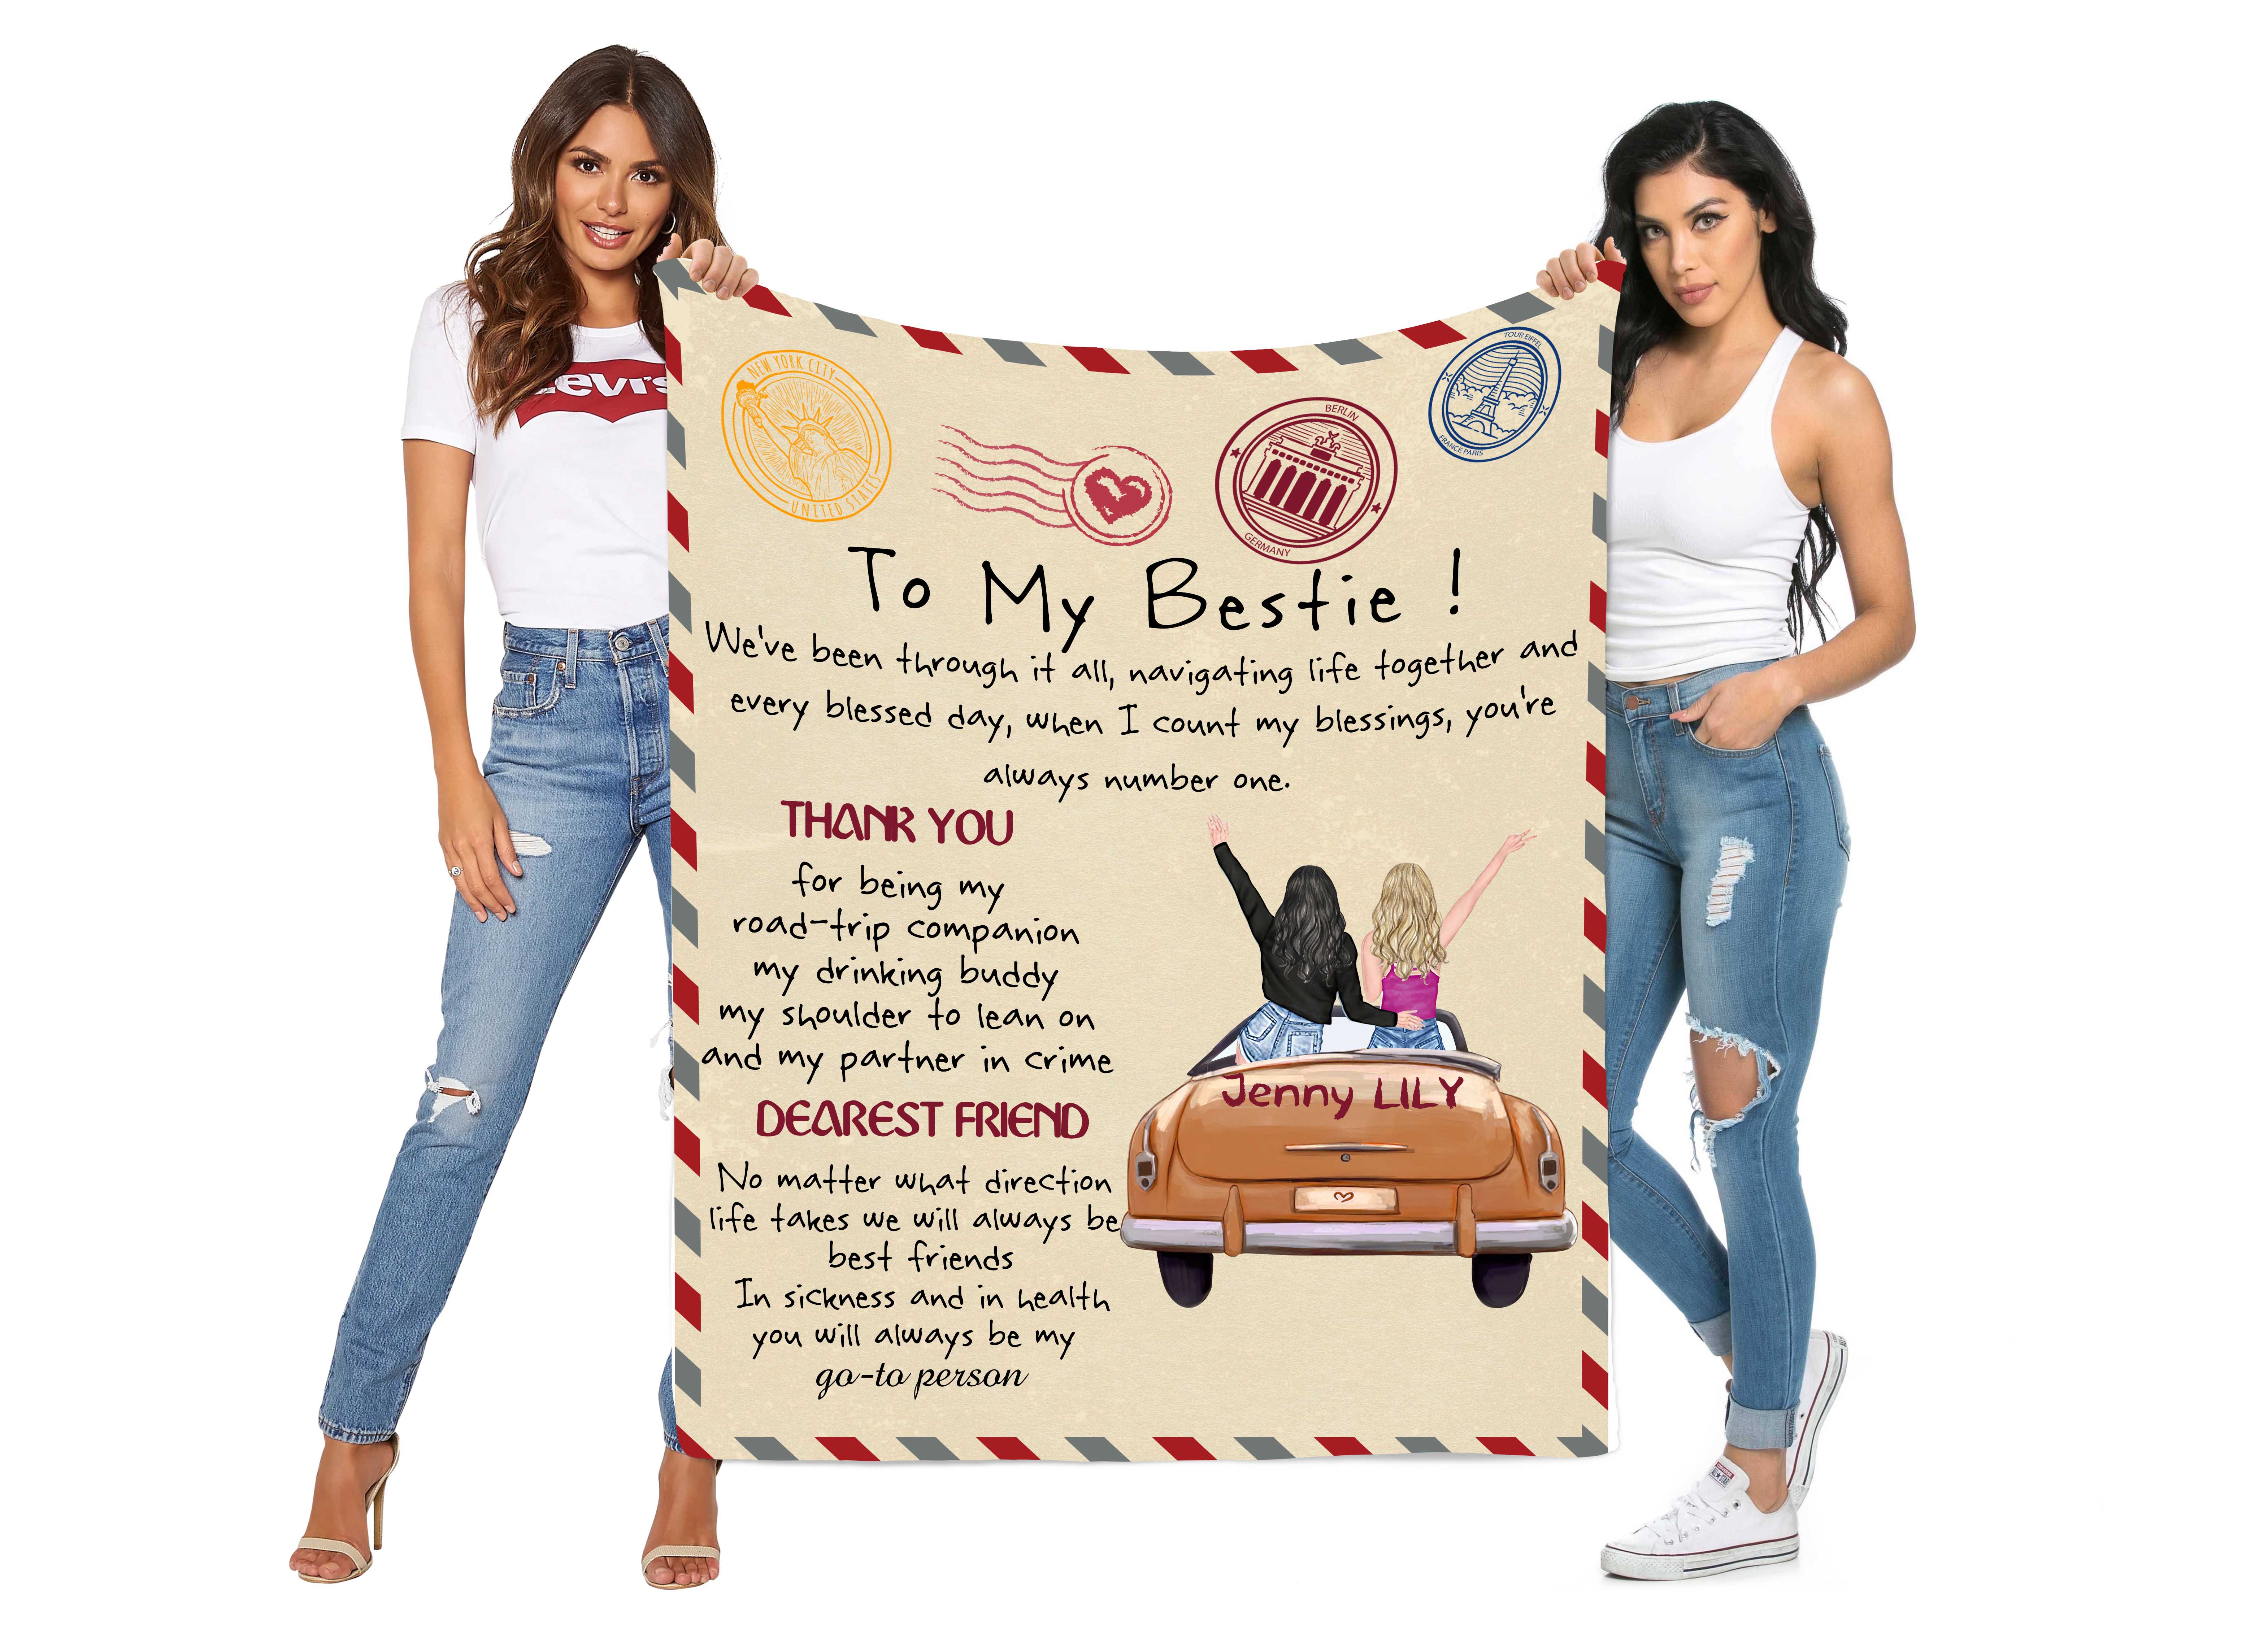 Levi's
NEW YORK CITY
UNITED STATES
BERLIN
GERMANY
TOUR EIFFEL
FRANCE PARIS
To My Bestie !
We've been through it all, navigating life together and
every blessed day, when I count my blessings, you're
always number one.
THANK YOU
for being my
road-trip companion
my drinking buddy
my shoulder to lean on
and my partner in crime
DEAREST FRIEND
No matter what direction
life takes we will always be
best friends
In sickness and in health
you will always be my
go-to person
Jenny LILY